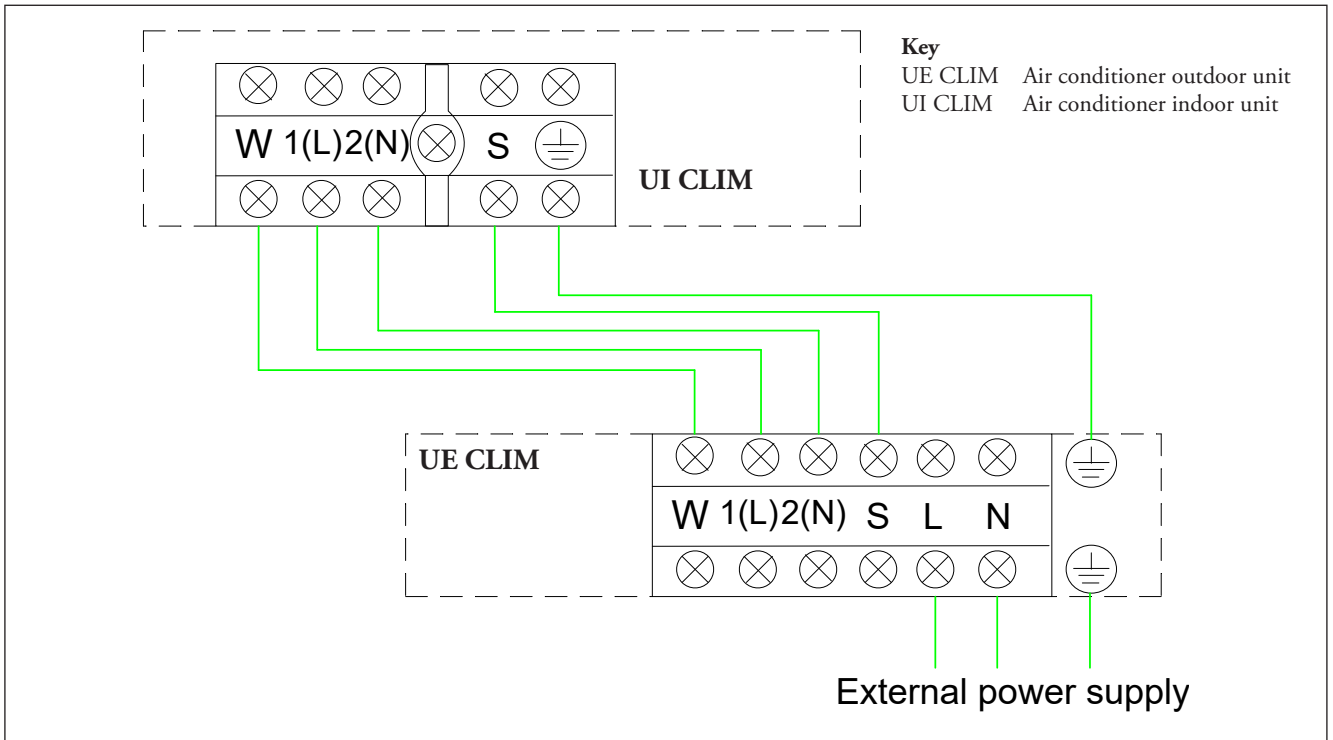 Key
UE CLIM Air conditioner outdoor unit
UI CLIM Air conditioner indoor unit
W 1(L) 2(N) S
UI CLIM
UE CLIM
W 1(L) 2(N) S L N
External power supply